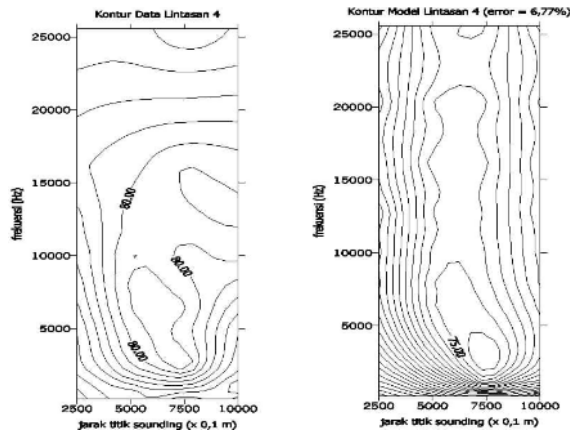 Kontur Data Lintasan 4
25000
20000
15000
10000
5000
frekuensi (Hz)
80.00
80.00
80.00
2500 5000 7500 10000
jarak titik sounding (x 0,1 m)
Kontur Model Lintasan 4 (error = 6,77%)
25000
20000
15000
10000
5000
frekuensi (Hz)
75.00
2500 5000 7500 10000
jarak titik sounding (x 0,1 m)